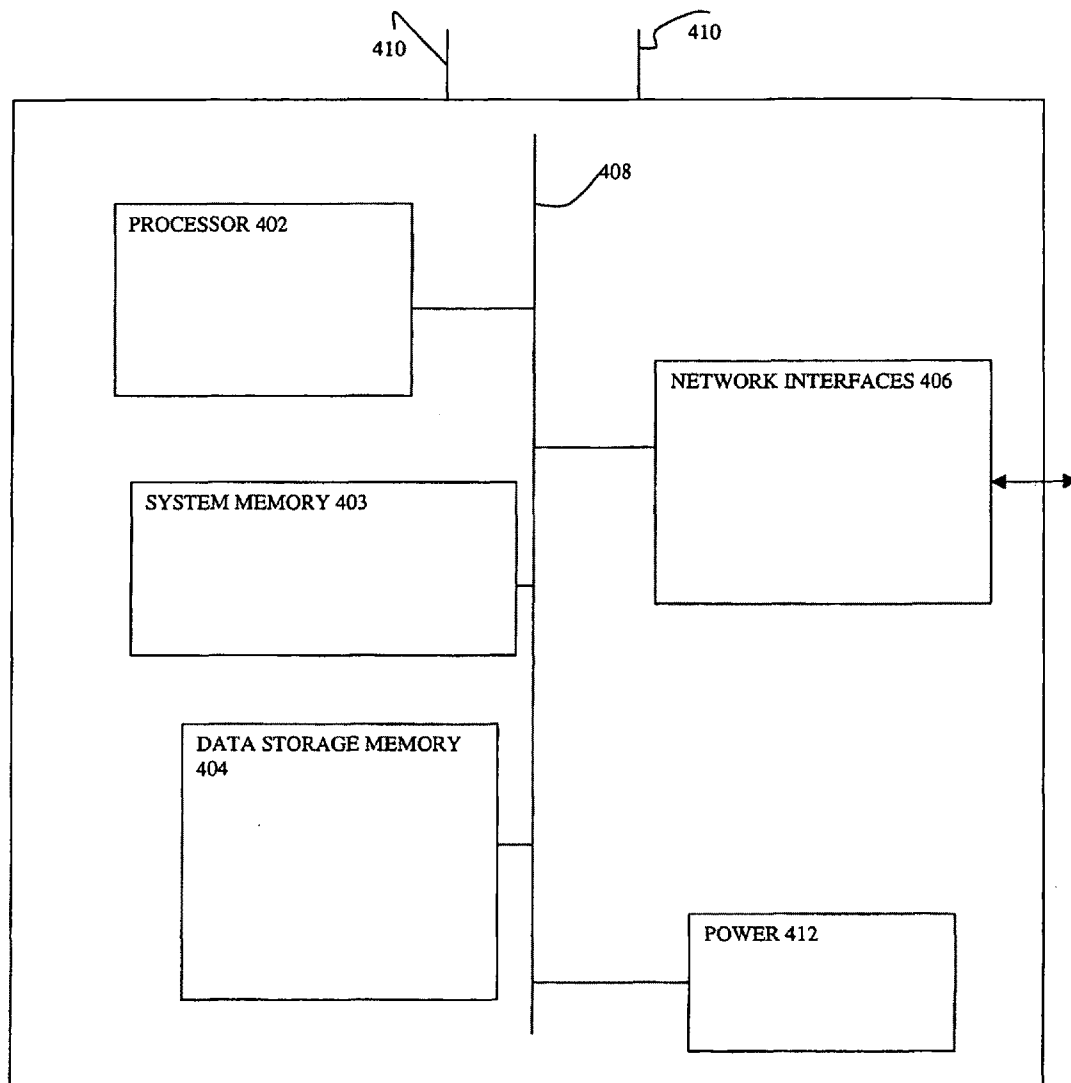 410
410
408
PROCESSOR 402
NETWORK INTERFACES 406
SYSTEM MEMORY 403
DATA STORAGE MEMORY
404
POWER 412